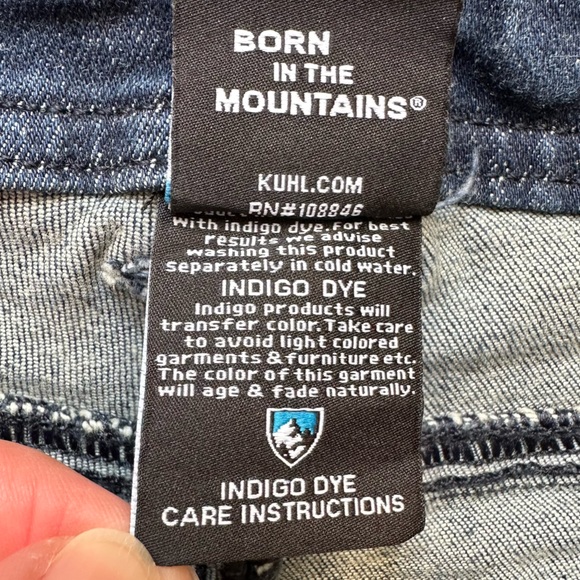 BORN
IN THE
MOUNTAINS®
KUHL.COM
RN#108846
with indigo dye.For best
results we advise
washing this product
separately in cold water.
INDIGO DYE
Indigo products will
transfer color.Take care
to avoid light colored
garments & furniture etc.
The color of this garment
will age & fade naturally.
INDIGO DYE
CARE INSTRUCTIONS